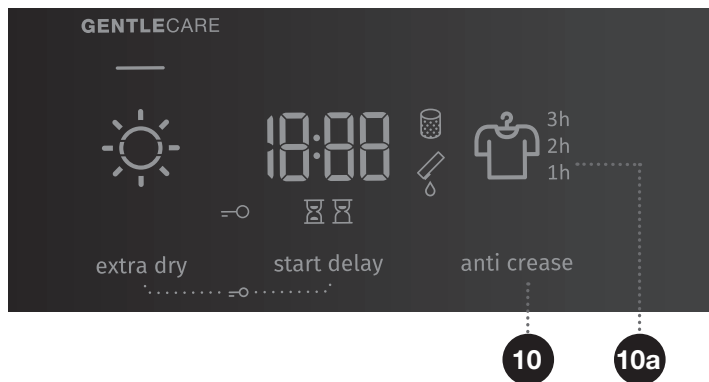 GENTLECARE
18:88
3h
2h
1h
extra dry
start delay
anti crease
10
10a